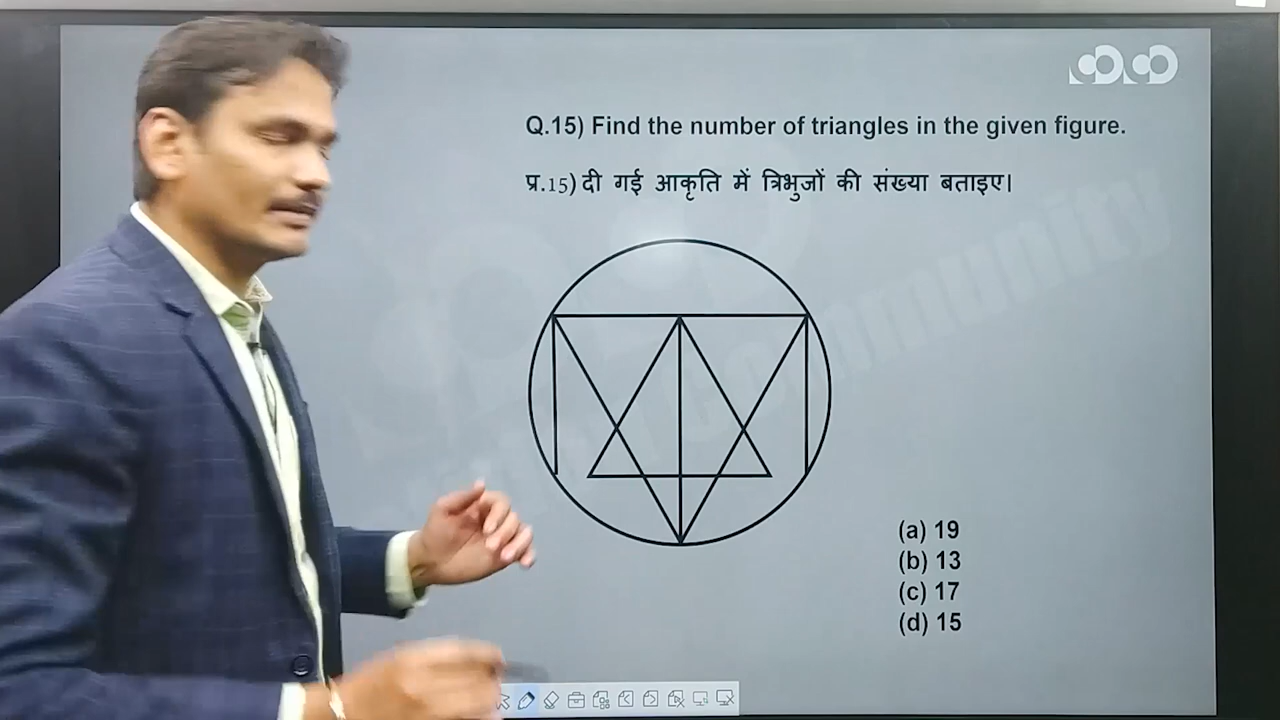 Q.15) Find the number of triangles in the given figure.
प्र.15) दी गई आकृति में त्रिभुजों की संख्या बताइए।
community
(a) 19
(b) 13
(c) 17
(d) 15